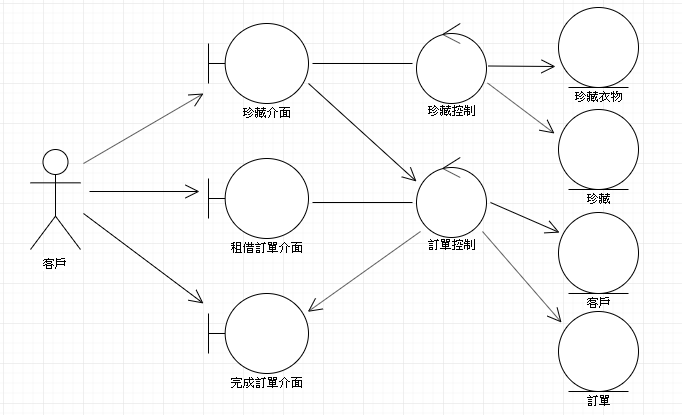 珍藏介面
珍藏控制
珍藏衣物
珍藏
客戶
租借訂單介面
訂單控制
客戶
完成訂單介面
訂單